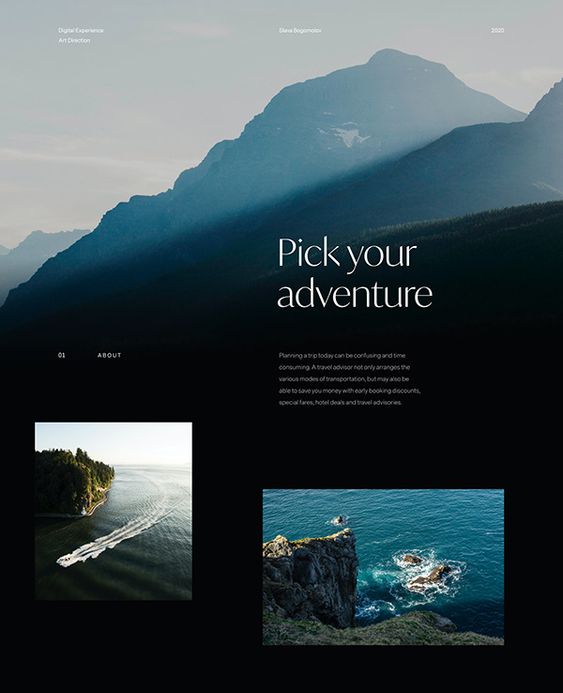 Digital Experience
Art Direction
Slava Bogomolov
2020
Pick your
adventure
01 ABOUT
Planning a trip today can be confusing and time
consuming. A travel advisor not only arranges the
various modes of transportation, but may also be
able to save you money with early booking discounts,
special fares, hotel deals and travel advisories.